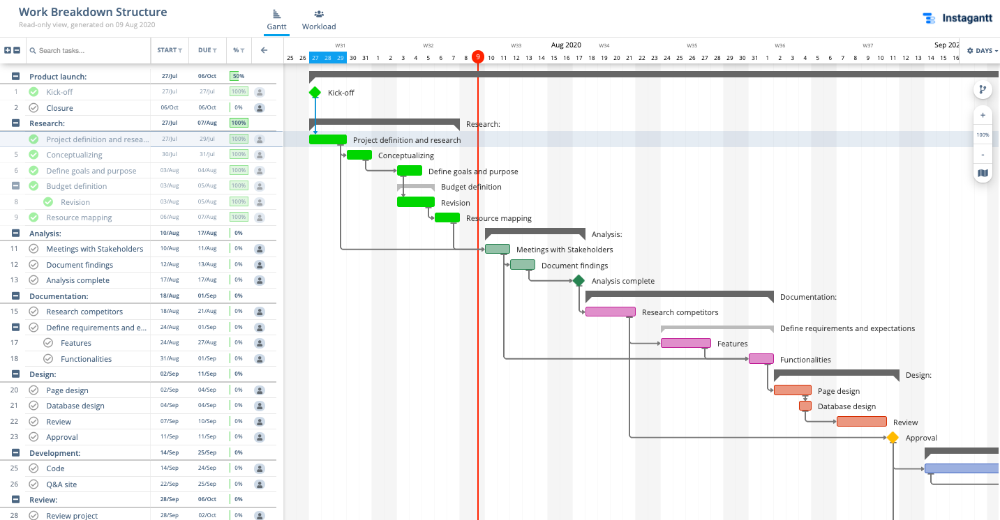 Work Breakdown Structure
Read-only view, generated on 09 Aug 2020
Gantt
Workload
Instagantt
Search tasks...
START
DUE
%
W31 W32 W33 Aug 2020 W34 W35 W36 W37 Sep 202
25 26 27 28 29 30 31 1 2 3 4 5 6 7 8 9 10 11 12 13 14 15 16 17 18 19 20 21 22 23 24 25 26 27 28 29 30 31 1 2 3 4 5 6 7 8 9 10 11 12 13 14 15 16
DAYS
Product launch: 27/Jul 06/Oct 50%
1 Kick-off 27/Jul 27/Jul 100%
2 Closure 06/Oct 06/Oct 0%
Research: 27/Jul 07/Aug 100%
Project definition and resea... 27/Jul 29/Jul 100%
5 Conceptualizing 30/Jul 31/Jul 100%
6 Define goals and purpose 03/Aug 04/Aug 100%
Budget definition 03/Aug 05/Aug 100%
8 Revision 03/Aug 05/Aug 100%
9 Resource mapping 06/Aug 07/Aug 100%
Analysis: 10/Aug 17/Aug 0%
11 Meetings with Stakeholders 10/Aug 11/Aug 0%
12 Document findings 12/Aug 13/Aug 0%
13 Analysis complete 17/Aug 17/Aug 0%
Documentation: 18/Aug 01/Sep 0%
15 Research competitors 18/Aug 21/Aug 0%
Define requirements and e... 24/Aug 01/Sep 0%
17 Features 24/Aug 27/Aug 0%
18 Functionalities 31/Aug 01/Sep 0%
Design: 02/Sep 11/Sep 0%
20 Page design 02/Sep 04/Sep 0%
21 Database design 04/Sep 04/Sep 0%
22 Review 07/Sep 10/Sep 0%
23 Approval 11/Sep 11/Sep 0%
Development: 14/Sep 25/Sep 0%
25 Code 14/Sep 24/Sep 0%
26 Q&A site 22/Sep 25/Sep 0%
Review: 28/Sep 06/Oct 0%
28 Review project 28/Sep 02/Oct 0%
Kick-off
Research:
Project definition and research
Conceptualizing
Define goals and purpose
Budget definition
Revision
Resource mapping
Analysis:
Meetings with Stakeholders
Document findings
Analysis complete
Documentation:
Research competitors
Define requirements and expectations
Features
Functionalities
Design:
Page design
Database design
Review
Approval
+
100%
-